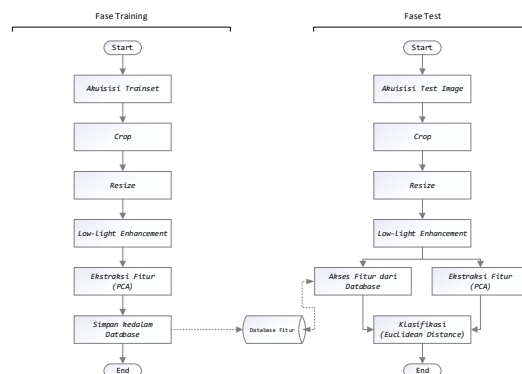 Fase Training
Start
Akuisisi Trainset
Crop
Resize
Low-light Enhancement
Ekstraksi Fitur
(PCA)
Simpan kedalam
Database
End
Database Fitur
Fase Test
Start
Akuisisi Test Image
Crop
Resize
Low-light Enhancement
Akses Fitur dari
Database
Ekstraksi Fitur
(PCA)
Klasifikasi
(Euclidean Distance)
End